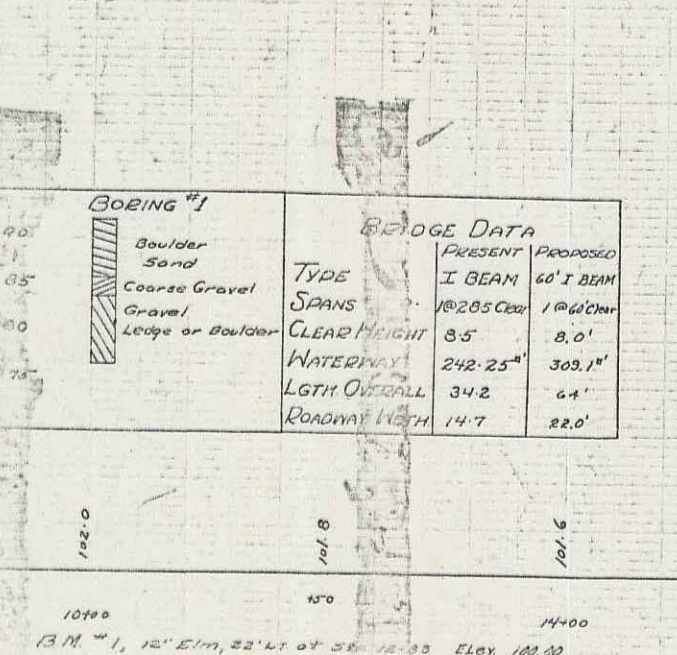 BORING #1
90
85
80
75
Boulder
Sand
Coarse Gravel
Gravel
Ledge or Boulder
BRIDGE DATA
PRESENT PROPOSED
TYPE I BEAM 60' I BEAM
SPANS 1@28.5 Clear 1@60' Clear
CLEAR HEIGHT 8.5 8.0'
WATERWAY 242.25#' 309.1#'
LGTH OVERALL 34.2 64'
ROADWAY WDTH 14.7 22.0'
102.0 101.8 101.6
10+00 +50 14+00
B.M. #1, 12" Elm, 22' LT of Elev. 100.00